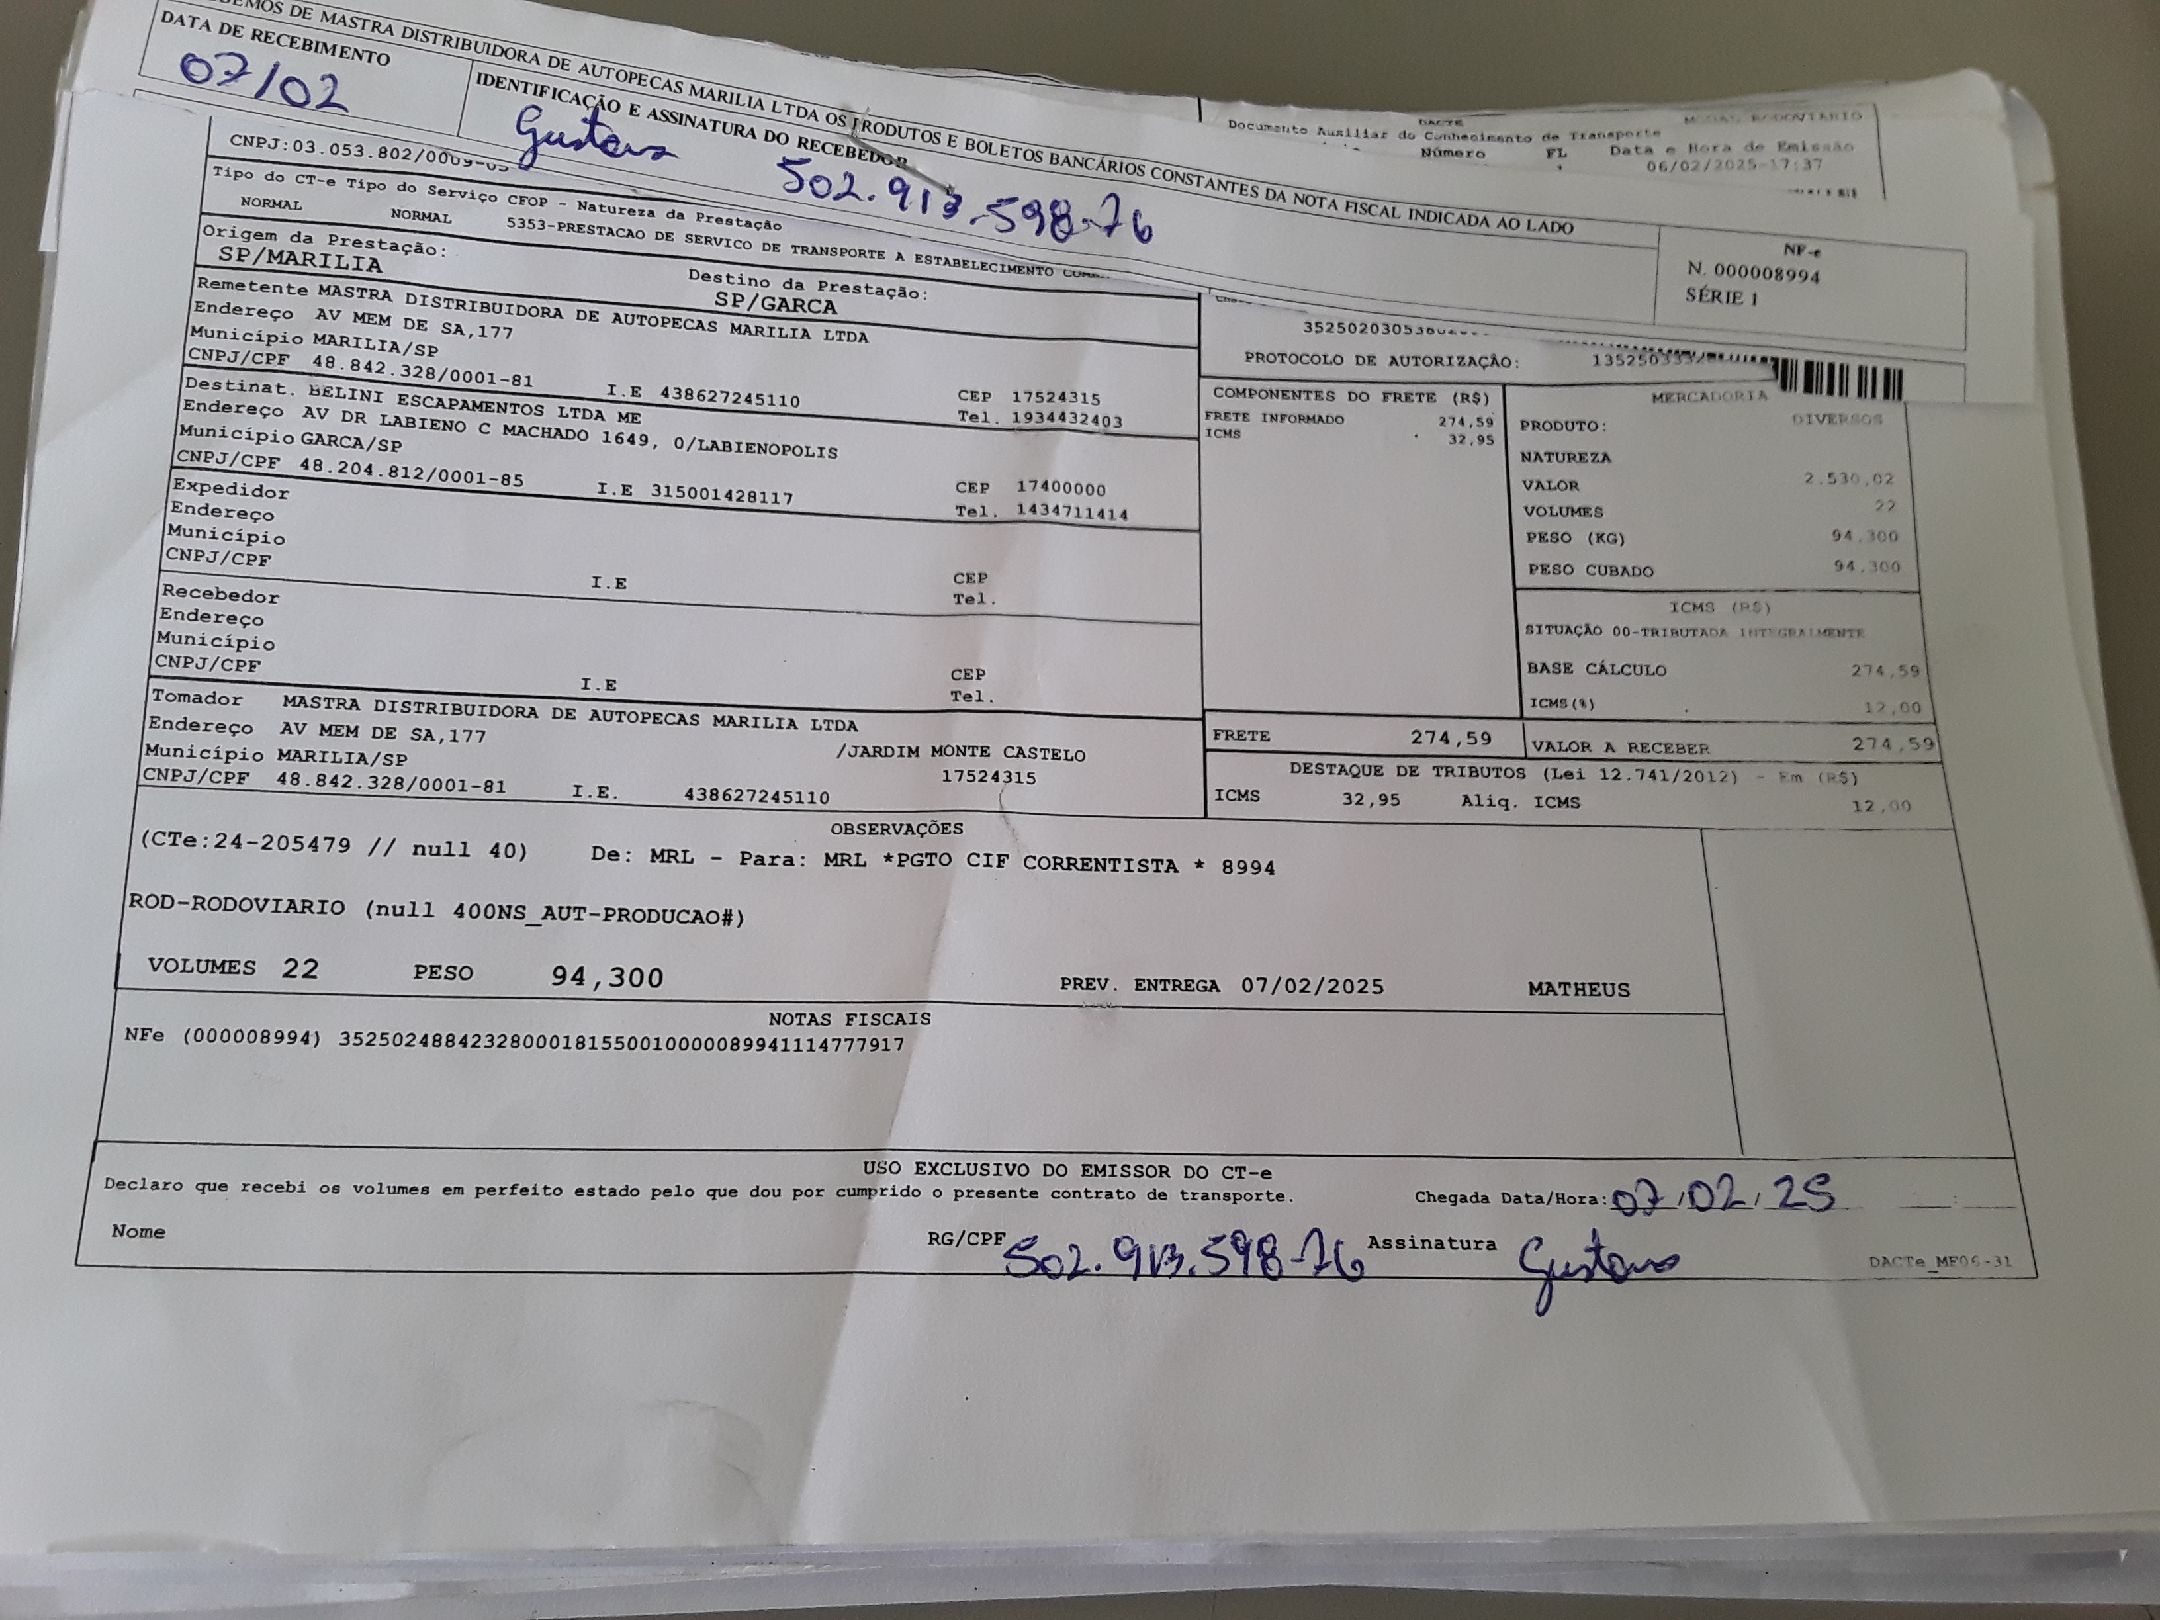 DEMOS DE MASTRA DISTRIBUIDORA DE AUTOPECAS MARILIA LTDA OS PRODUTOS E BOLETOS BANCÁRIOS CONSTANTES DA NOTA FISCAL INDICADA AO LADO
DATA DE RECEBIMENTO
07/02
IDENTIFICAÇÃO E ASSINATURA DO RECEBEDOR
Gustavo 502.913.598-76
NF-e
N. 000008994
SÉRIE 1
DACTE
MODAL RODOVIARIO
Documento Auxiliar do Conhecimento de Transporte
Número FL Data e Hora de Emissão
06/02/2025-17:37
CNPJ:03.053.802/0009-
Tipo do CT-e Tipo do Serviço CFOP - Natureza da Prestação
NORMAL NORMAL 5353-PRESTACAO DE SERVICO DE TRANSPORTE A ESTABELECIMENTO
Origem da Prestação:
SP/MARILIA
Destino da Prestação:
SP/GARCA
Remetente MASTRA DISTRIBUIDORA DE AUTOPECAS MARILIA LTDA
Endereço AV MEM DE SA,177
Município MARILIA/SP
CNPJ/CPF 48.842.328/0001-81 I.E 438627245110 CEP 17524315
Tel. 1934432403
Destinat. BELINI ESCAPAMENTOS LTDA ME
Endereço AV DR LABIENO C MACHADO 1649, 0/LABIENOPOLIS
Município GARCA/SP
CNPJ/CPF 48.204.812/0001-85 I.E 315001428117 CEP 17400000
Tel. 1434711414
Expedidor
Endereço
Município
CNPJ/CPF I.E CEP
Tel.
Recebedor
Endereço
Município
CNPJ/CPF I.E CEP
Tel.
Tomador MASTRA DISTRIBUIDORA DE AUTOPECAS MARILIA LTDA
Endereço AV MEM DE SA,177 /JARDIM MONTE CASTELO
Município MARILIA/SP 17524315
CNPJ/CPF 48.842.328/0001-81 I.E. 438627245110
PROTOCOLO DE AUTORIZAÇÃO:
COMPONENTES DO FRETE (R$)
FRETE INFORMADO 274,59
ICMS 32,95
MERCADORIA
PRODUTO: DIVERSOS
NATUREZA
VALOR 2.530,02
VOLUMES 22
PESO (KG) 94.300
PESO CUBADO 94.300
ICMS (R$)
SITUAÇÃO 00-TRIBUTADA INTEGRALMENTE
BASE CÁLCULO 274,59
ICMS(%) 12,00
FRETE 274,59 VALOR A RECEBER 274,59
DESTAQUE DE TRIBUTOS (Lei 12.741/2012) - Em (R$)
ICMS 32,95 Aliq. ICMS 12,00
OBSERVAÇÕES
(CTe:24-205479 // null 40) De: MRL - Para: MRL *PGTO CIF CORRENTISTA * 8994
ROD-RODOVIARIO (null 400NS_AUT-PRODUCAO#)
VOLUMES 22 PESO 94,300 PREV. ENTREGA 07/02/2025 MATHEUS
NOTAS FISCAIS
NFe (000008994) 35250248842328000181550010000089941114777917
USO EXCLUSIVO DO EMISSOR DO CT-e
Declaro que recebi os volumes em perfeito estado pelo que dou por cumprido o presente contrato de transporte. Chegada Data/Hora: 07/02/25
Nome RG/CPF 502.913.598-76 Assinatura Gustavo
DACTe_MF06-31